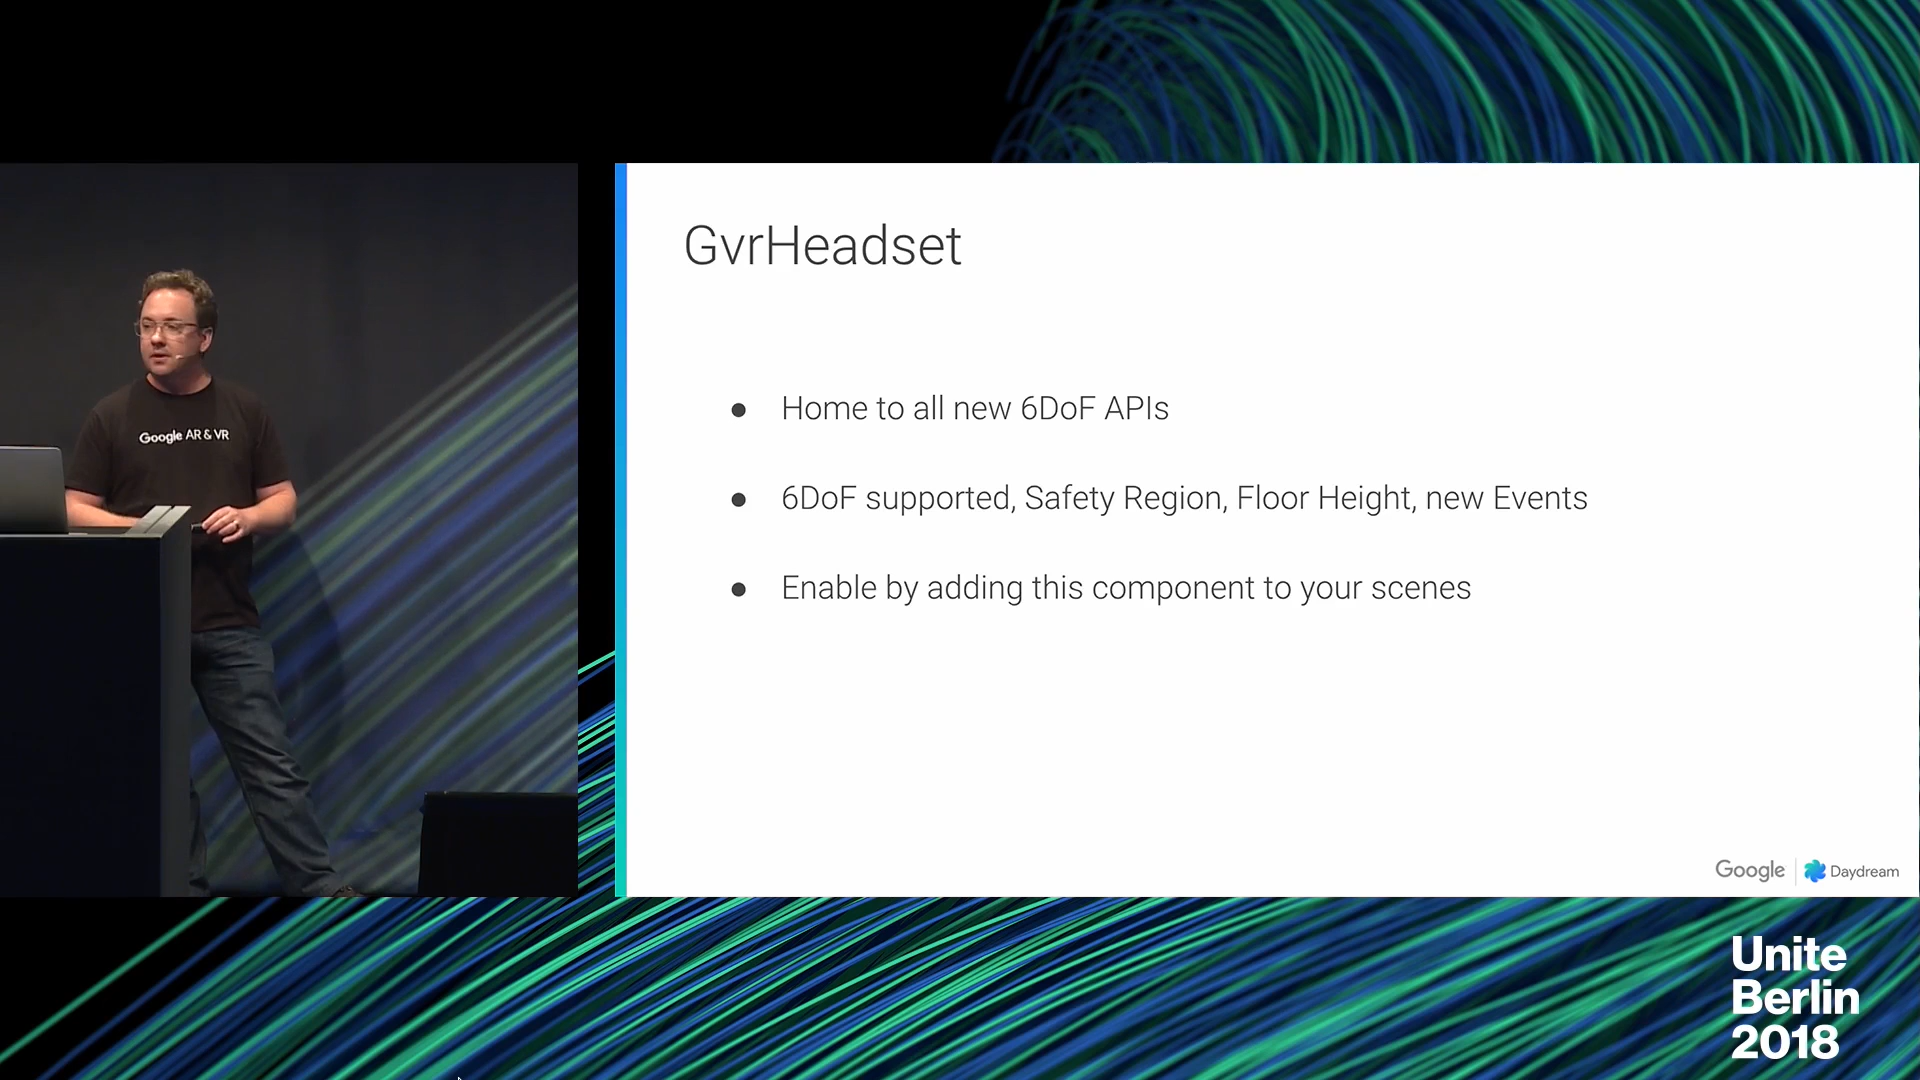 GvrHeadset
● Home to all new 6DoF APIs
● 6DoF supported, Safety Region, Floor Height, new Events
● Enable by adding this component to your scenes
Google AR & VR
Google | Daydream
Unite
Berlin
2018